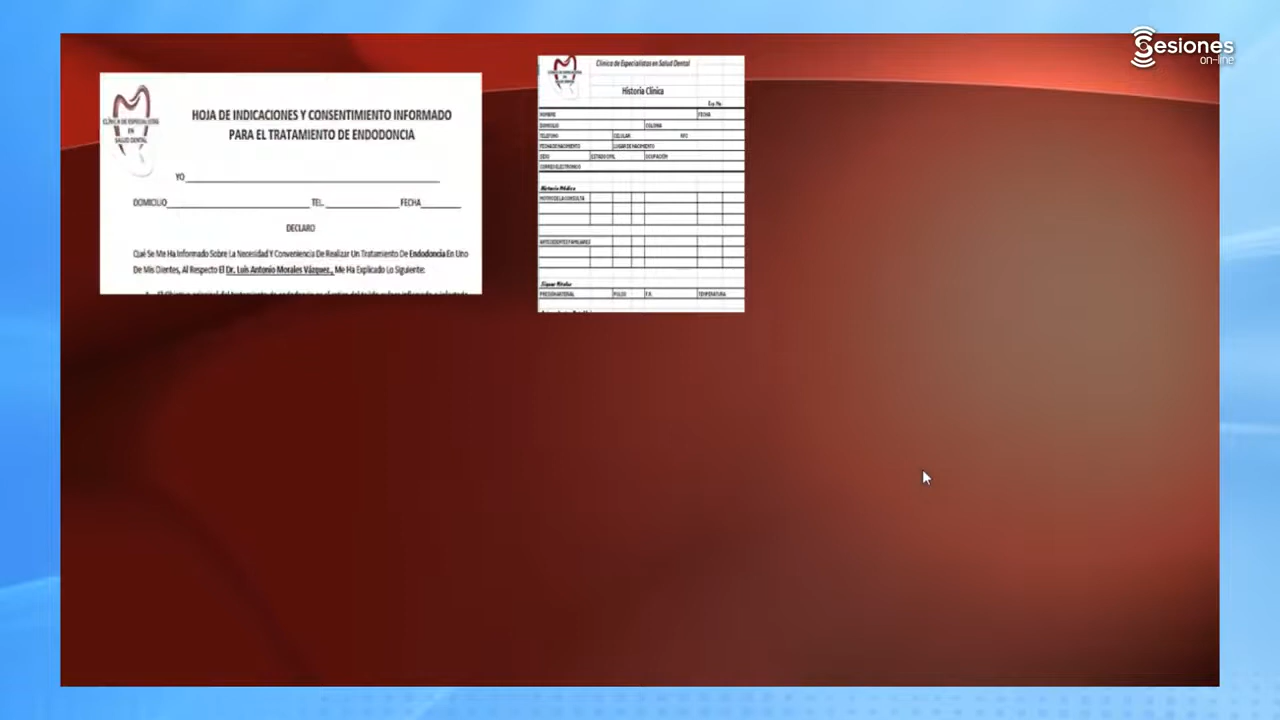 Sesiones
on-line
CLÍNICA DE ESPECIALISTAS
EN
SALUD DENTAL
HOJA DE INDICACIONES Y CONSENTIMIENTO INFORMADO
PARA EL TRATAMIENTO DE ENDODONCIA
YO
DOMICILIO TEL. FECHA
DECLARO
Qué Se Me Ha Informado Sobre La Necesidad Y Conveniencia De Realizar Un Tratamiento De Endodoncia En Uno
De Mis Dientes, Al Respecto El Dr. Luis Antonio Morales Vázquez., Me Ha Explicado Lo Siguiente:
Clínica de Especialistas en Salud Dental
Historia Clínica
Exp. No.
NOMBRE FECHA
DOMICILIO COLONIA
TELEFONO CELULAR
FECHA DE NACIMIENTO LUGAR DE NACIMIENTO
SEXO ESTADO CIVIL OCUPACIÓN
CORREO ELECTRONICO
Historia Médica
MOTIVO DE LA CONSULTA
ANTECEDENTES FAMILIARES
Signos Vitales
PRESION ARTERIAL PULSO F.R. TEMPERATURA